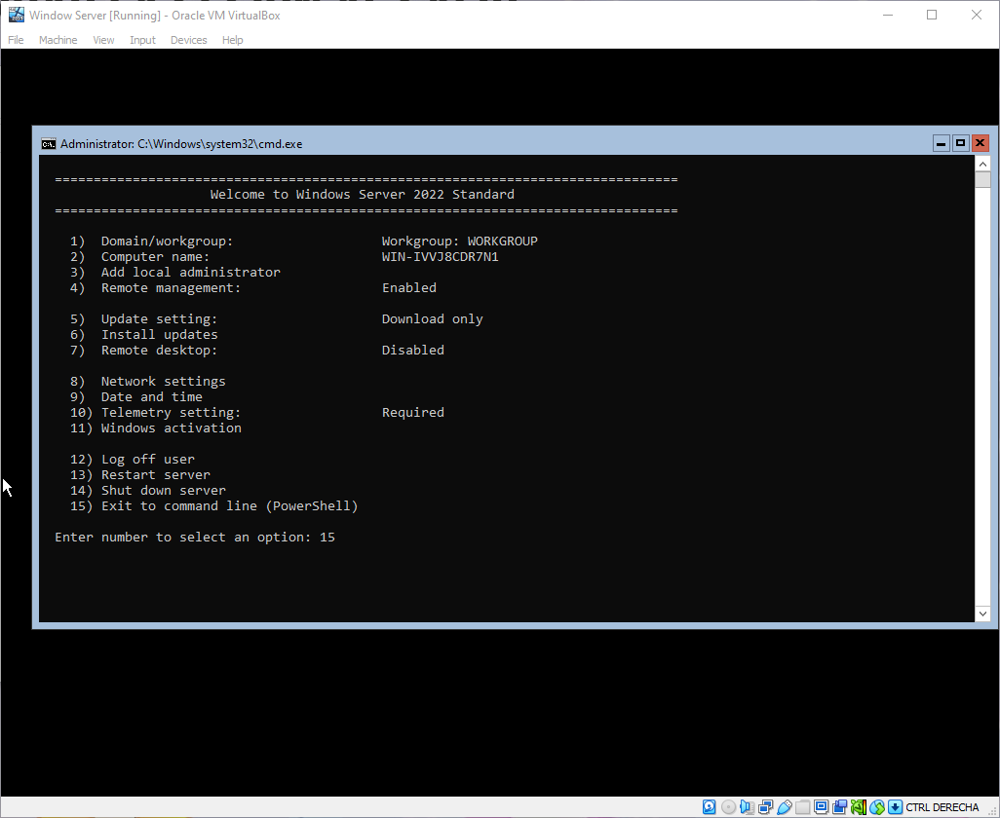 Window Server [Running] - Oracle VM VirtualBox
File Machine View Input Devices Help
Administrator: C:\Windows\system32\cmd.exe
================================================================================
Welcome to Windows Server 2022 Standard
================================================================================
1) Domain/workgroup: Workgroup: WORKGROUP
2) Computer name: WIN-IVVJ8CDR7N1
3) Add local administrator
4) Remote management: Enabled
5) Update setting: Download only
6) Install updates
7) Remote desktop: Disabled
8) Network settings
9) Date and time
10) Telemetry setting: Required
11) Windows activation
12) Log off user
13) Restart server
14) Shut down server
15) Exit to command line (PowerShell)
Enter number to select an option: 15
CTRL DERECHA